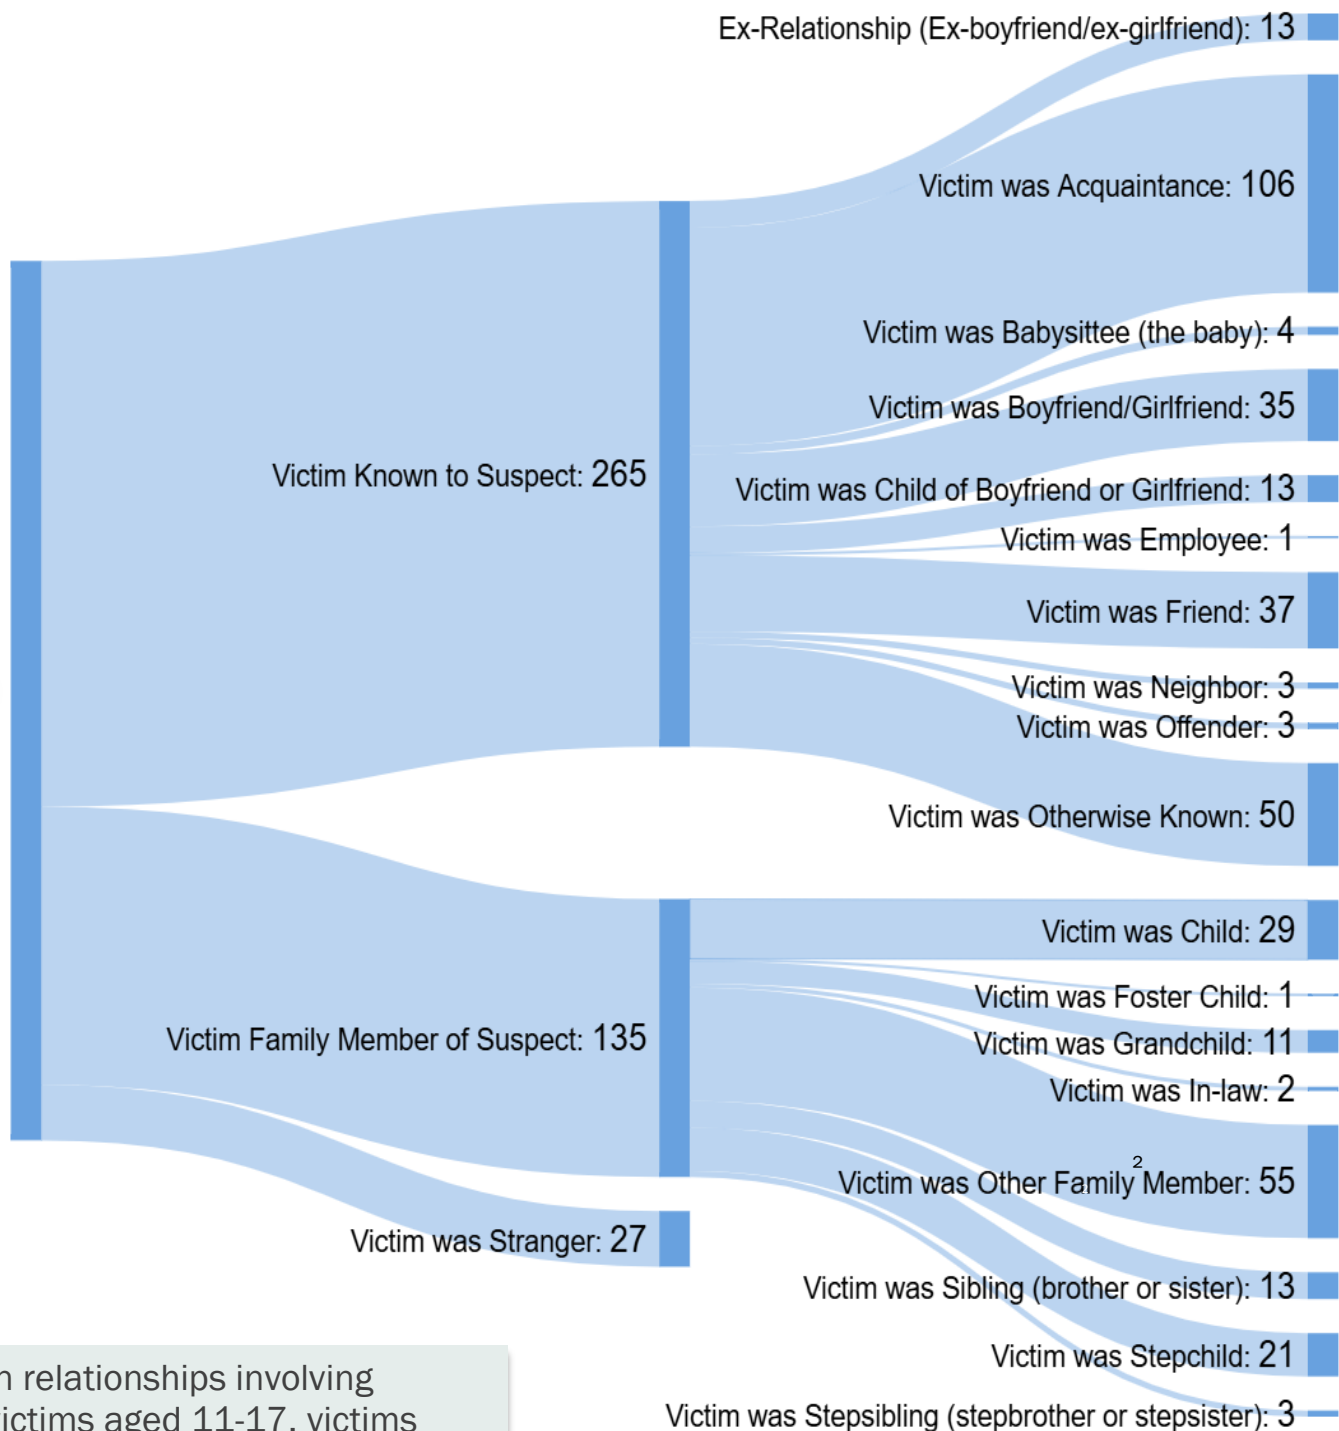 Ex-Relationship (Ex-boyfriend/ex-girlfriend): 13
Victim was Acquaintance: 106
Victim was Babysittee (the baby): 4
Victim was Boyfriend/Girlfriend: 35
Victim Known to Suspect: 265
Victim was Child of Boyfriend or Girlfriend: 13
Victim was Employee: 1
Victim was Friend: 37
Victim was Neighbor: 3
Victim was Offender: 3
Victim was Otherwise Known: 50
Victim was Child: 29
Victim was Foster Child: 1
Victim Family Member of Suspect: 135
Victim was Grandchild: 11
Victim was In-law: 2
Victim was Other Family²Member: 55
Victim was Stranger: 27
Victim was Sibling (brother or sister): 13
Victim was Stepchild: 21
Victim was Stepsibling (stepbrother or stepsister): 3
relationships involving
victims aged 11-17, victims